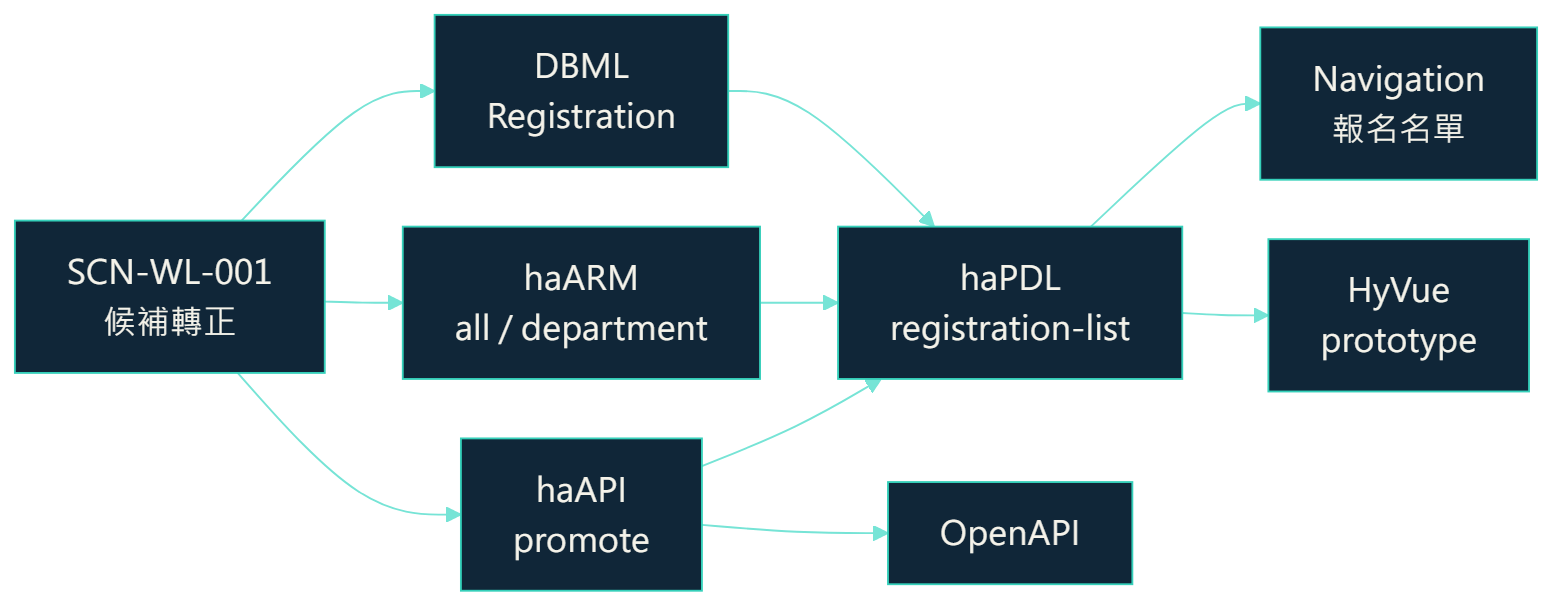 SCN-WL-001
候補轉正
DBML
Registration
haARM
all / department
haAPI
promote
haPDL
registration-list
OpenAPI
Navigation
報名名單
HyVue
prototype